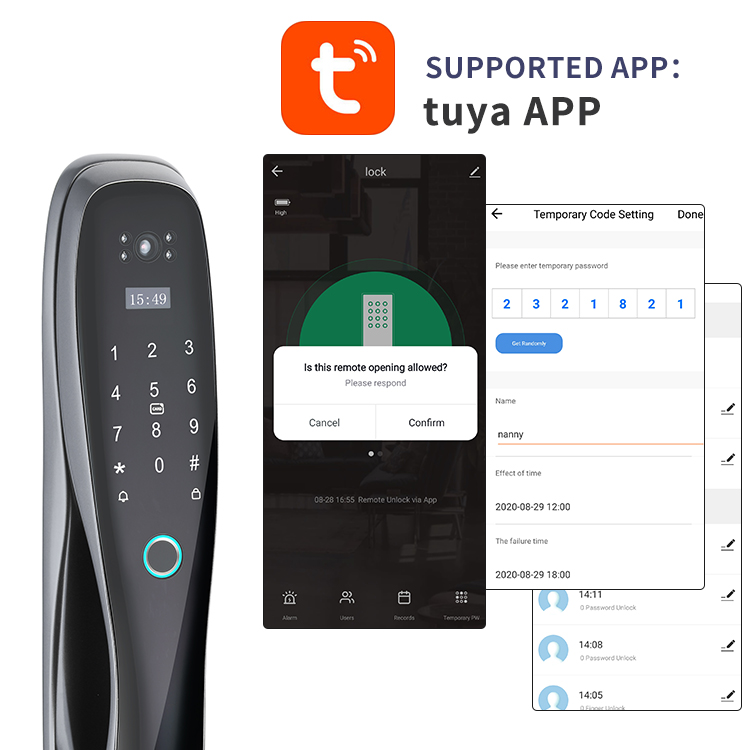 SUPPORTED APP:
tuya APP
lock
High
Is this remote opening allowed?
Please respond
Cancel
Confirm
08-28 16:55 Remote Unlock via App
Alarm
Users
Records
Temporary PW
Temporary Code Setting
Done
Please enter temporary password
2 3 2 1 8 2 1
Get Randomly
Name
nanny
Effect of time
2020-08-29 12:00
The failure time
2020-08-29 18:00
14:11
0 Password Unlock
14:08
0 Password Unlock
14:05
0 Finger Unlock
15:49
1 2 3
4 5 6
CARD
7 8 9
* 0 #